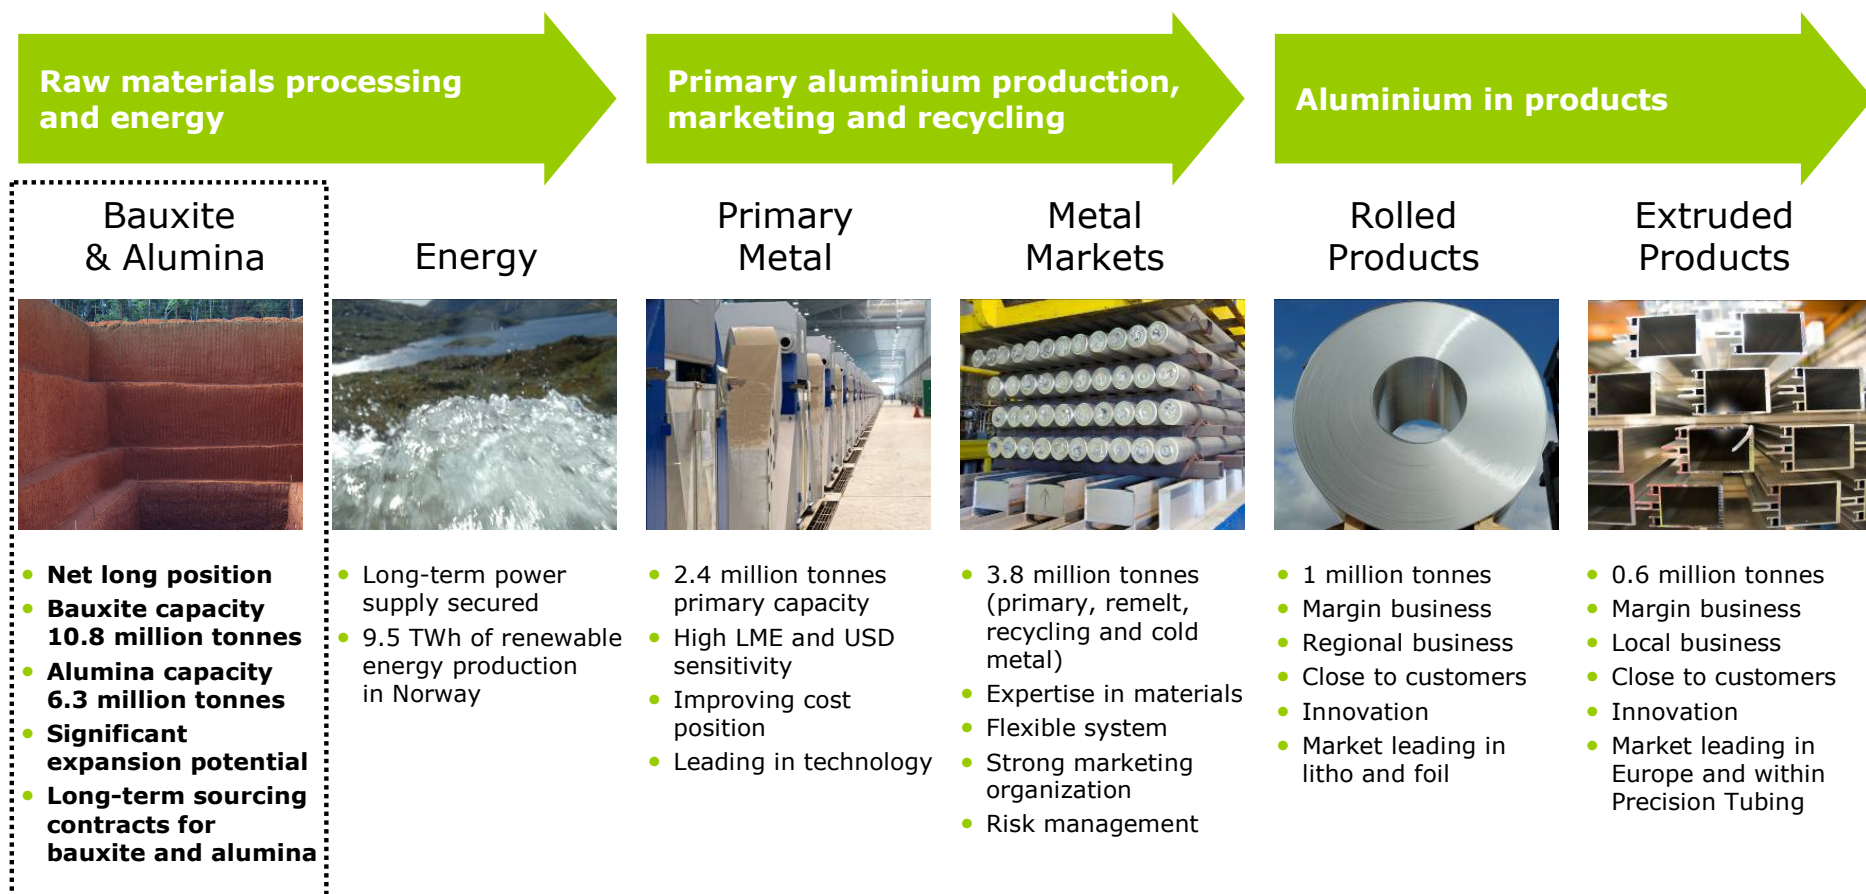 Raw materials processing
and energy
Primary aluminium production,
marketing and recycling
Aluminium in products
Bauxite
& Alumina
Energy
Primary
Metal
Metal
Markets
Rolled
Products
Extruded
Products
• Net long position
• Bauxite capacity
10.8 million tonnes
• Alumina capacity
6.3 million tonnes
• Significant
expansion potential
• Long-term sourcing
contracts for
bauxite and alumina
• Long-term power
supply secured
• 9.5 TWh of renewable
energy production
in Norway
• 2.4 million tonnes
primary capacity
• High LME and USD
sensitivity
• Improving cost
position
• Leading in technology
• 3.8 million tonnes
(primary, remelt,
recycling and cold
metal)
• Expertise in materials
• Flexible system
• Strong marketing
organization
• Risk management
• 1 million tonnes
• Margin business
• Regional business
• Close to customers
• Innovation
• Market leading in
litho and foil
• 0.6 million tonnes
• Margin business
• Local business
• Close to customers
• Innovation
• Market leading in
Europe and within
Precision Tubing